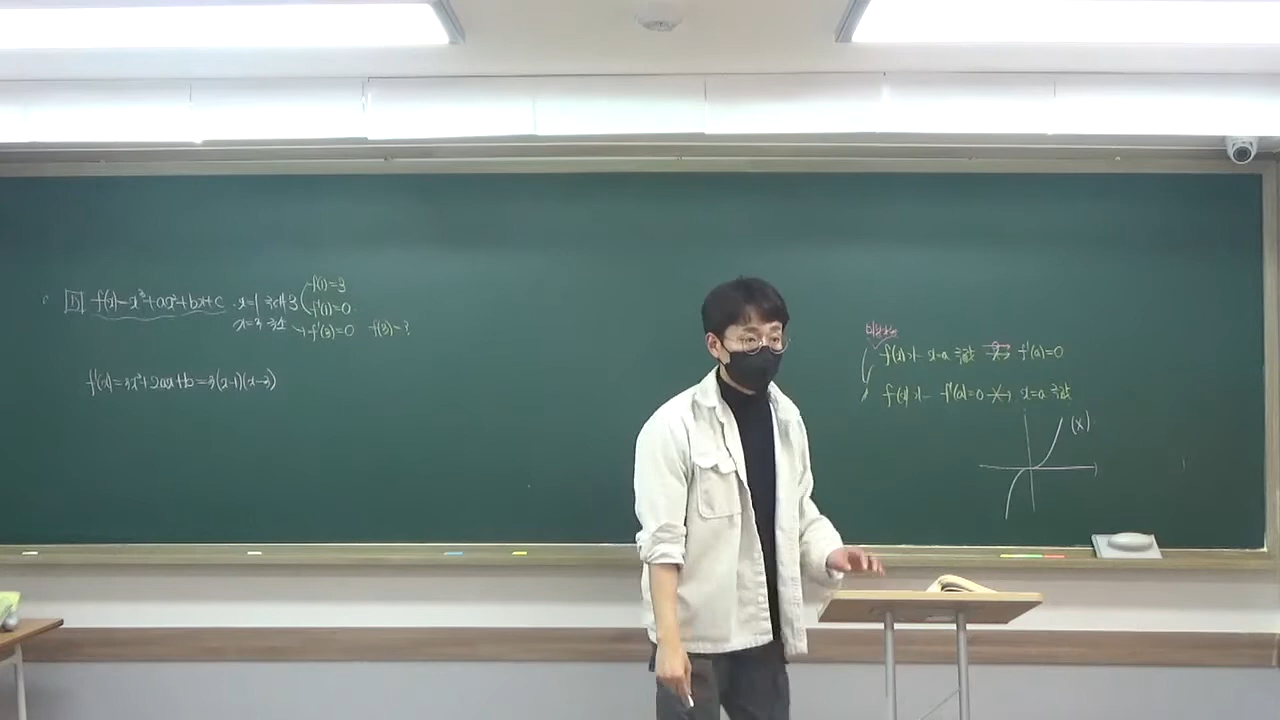 15 f(x)=x³+ax²+bx+c x=1 극대 3 f(1)=3
f'(1)=0
x=3 극소 → f'(3)=0 f(3)=?
f'(x)=3x²+2ax+b=3(x-1)(x-3)
미분가능
f(x)가 x=a 극값 → f'(a)=0
f(x)가 f'(a)=0 → x=a 극값
(x)